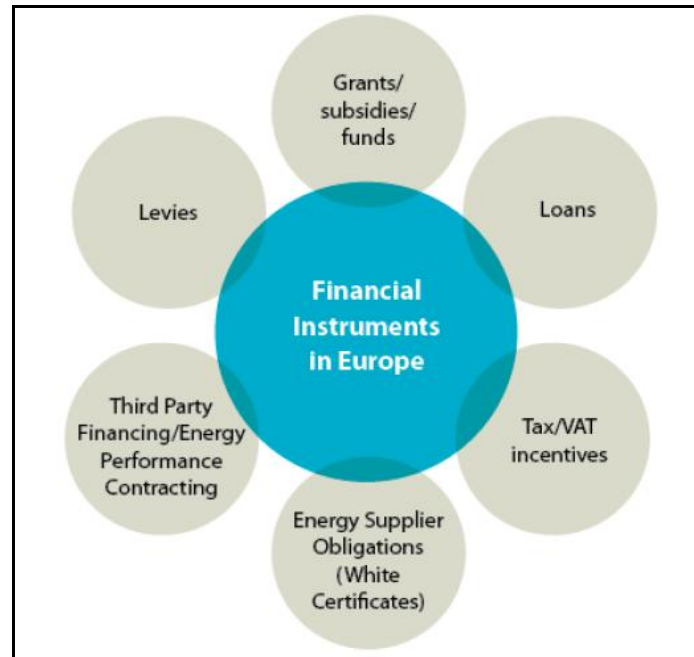 Grants/
subsidies/
funds
Levies
Loans
Financial
Instruments
in Europe
Third Party
Financing/Energy
Performance
Contracting
Tax/VAT
incentives
Energy Supplier
Obligations
(White
Certificates)